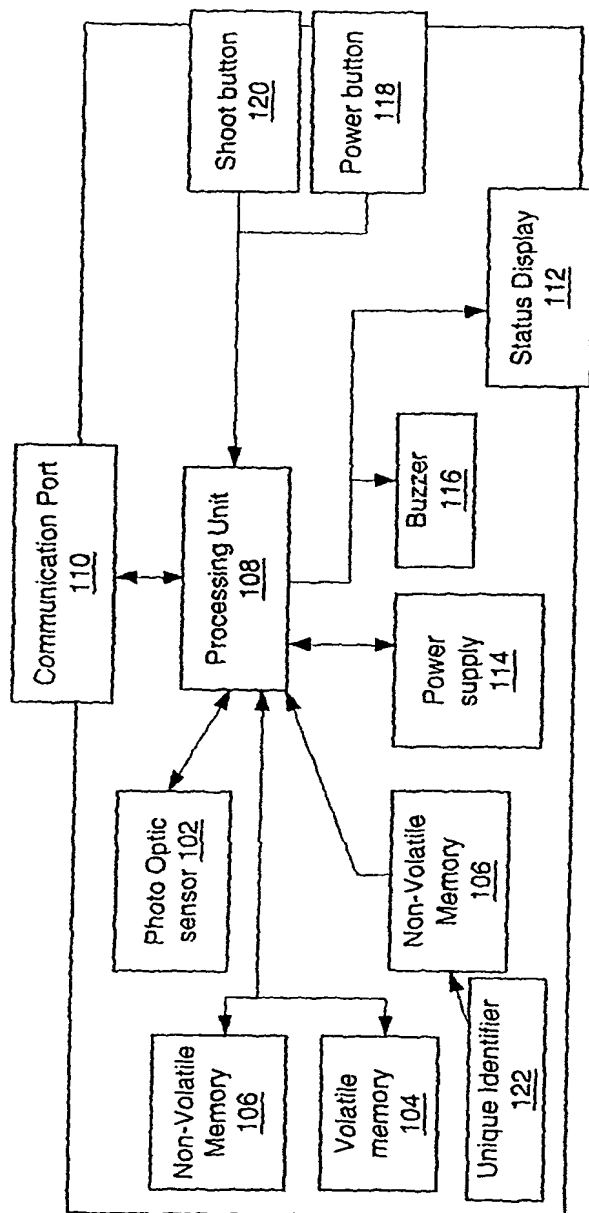 Communication Port
110
Shoot button
120
Power button
118
Photo Optic
sensor 102
Processing Unit
108
Non-Volatile
Memory
106
Volatile
memory
104
Non-Volatile
Memory
106
Unique Identifier
122
Power
supply
114
Buzzer
116
Status Display
112